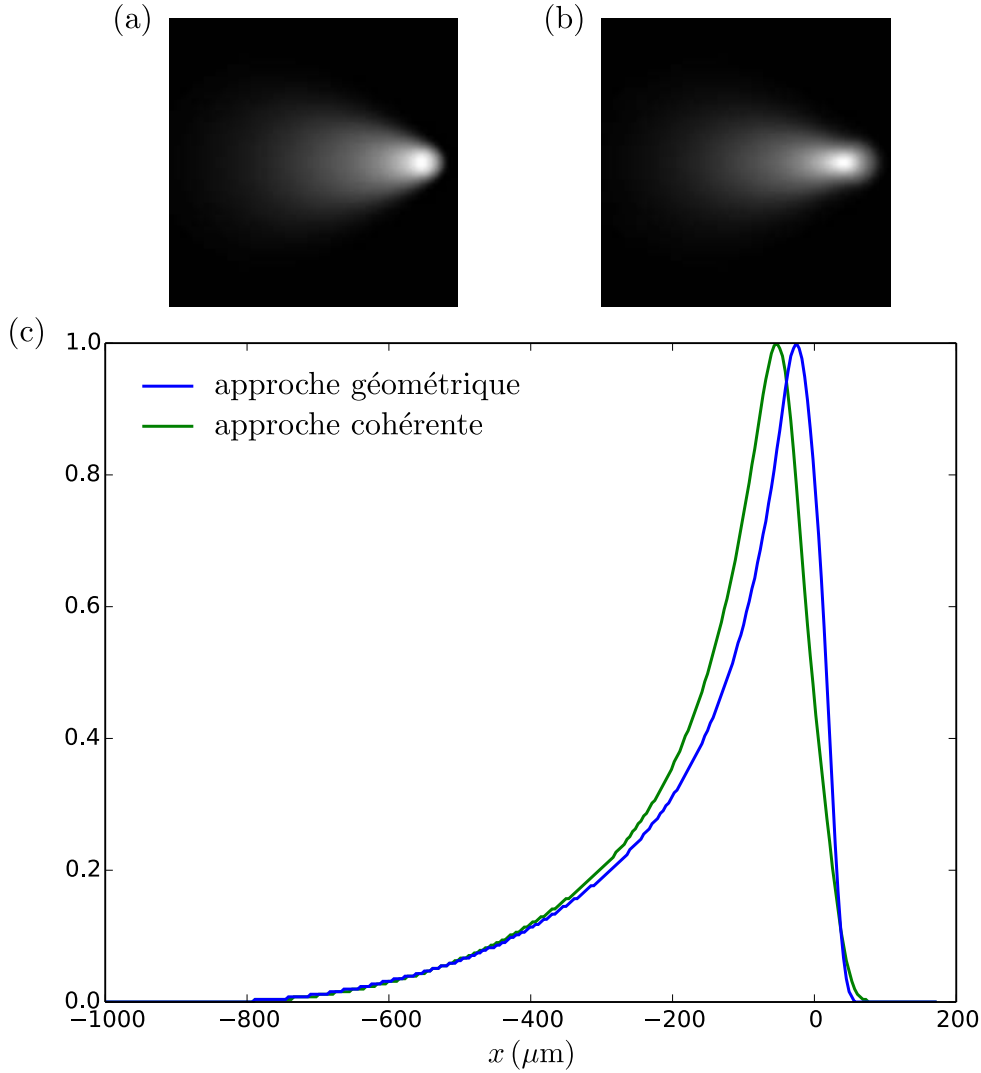 (a) (b)
(c)
1.0
0.8
0.6
0.4
0.2
0.0
approche géométrique
approche cohérente
−1000 −800 −600 −400 −200 0 200
x (μm)